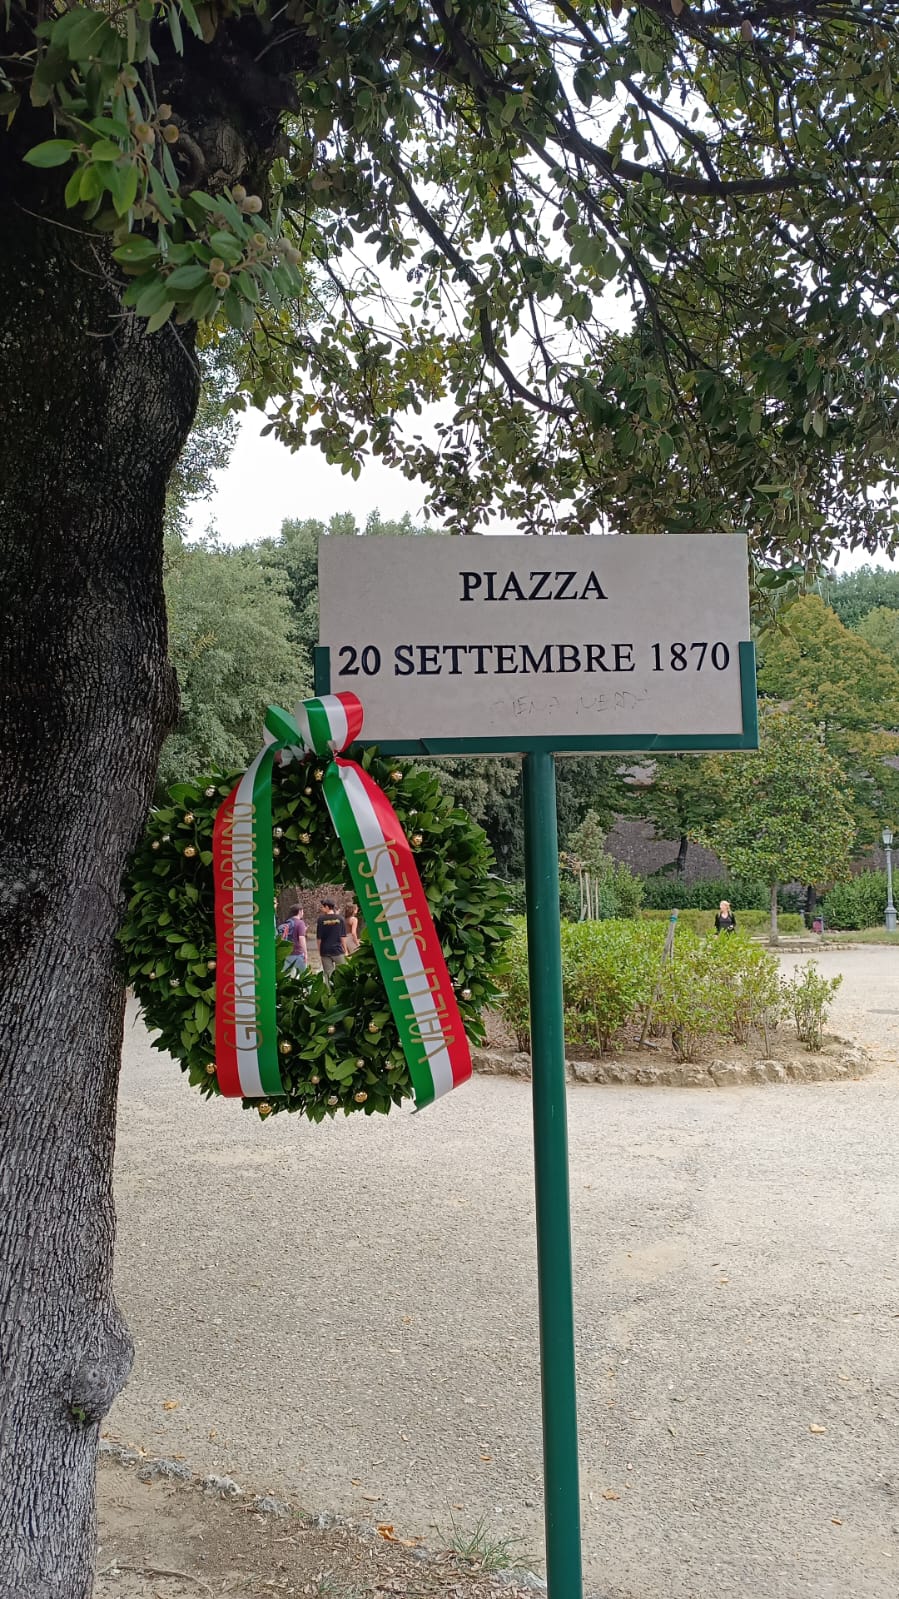 PIAZZA
20 SETTEMBRE 1870
GIORDANO BRUNO
VALLI SENESI